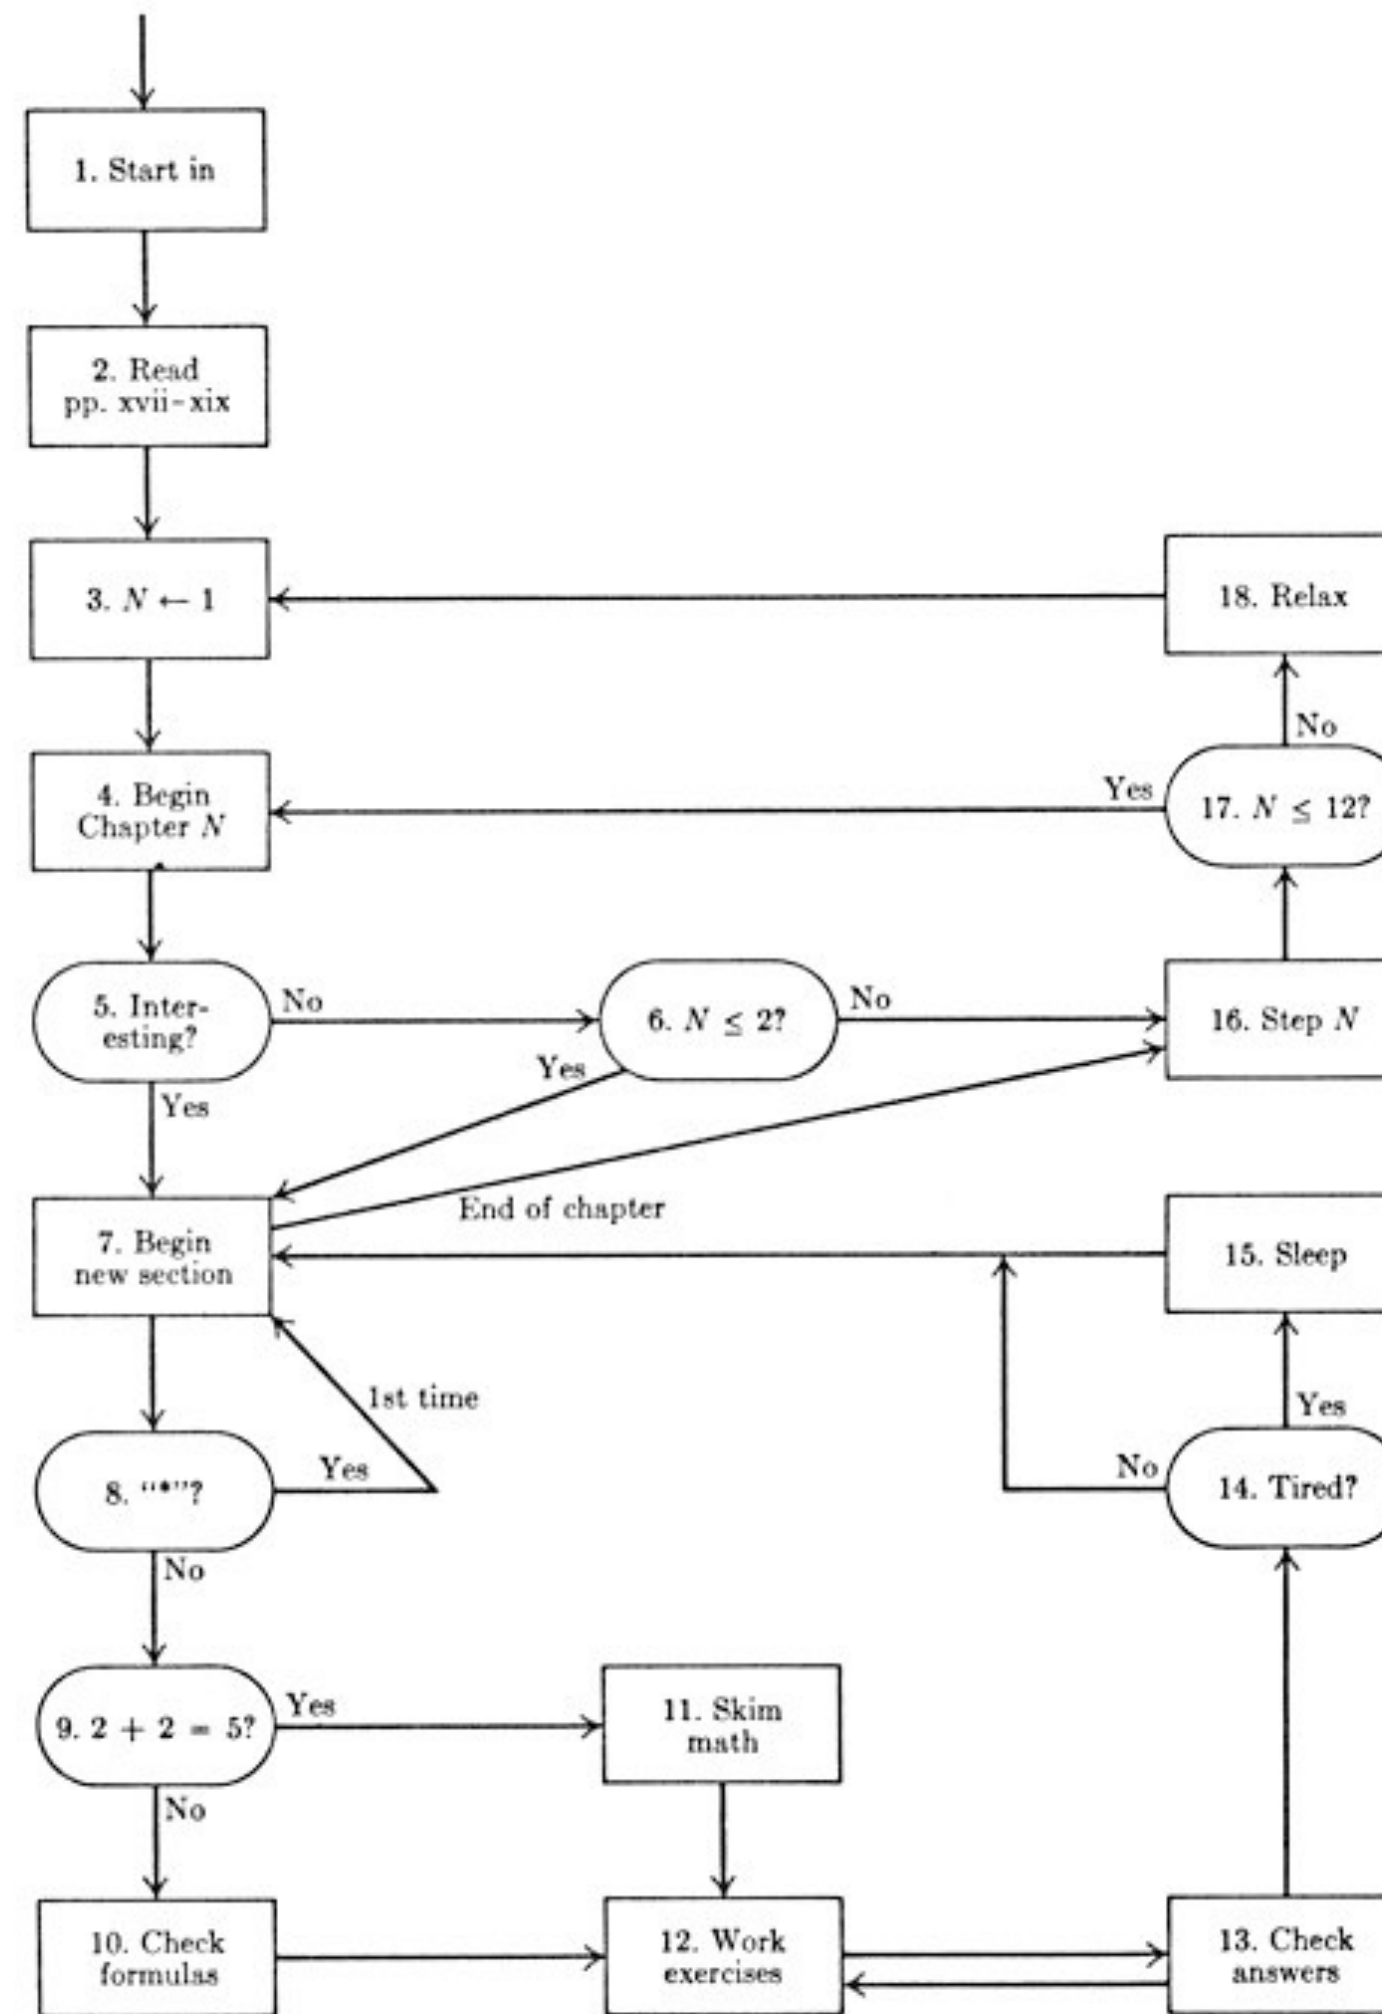 1. Start in
2. Read
pp. xvii–xix
3. N ← 1
18. Relax
No
4. Begin
Chapter N
Yes
17. N ≤ 12?
5. Inter-
esting?
No
6. N ≤ 2?
No
16. Step N
Yes
Yes
End of chapter
7. Begin
new section
15. Sleep
1st time
Yes
8. “*”?
Yes
No
14. Tired?
No
9. 2 + 2 = 5?
Yes
11. Skim
math
No
10. Check
formulas
12. Work
exercises
13. Check
answers